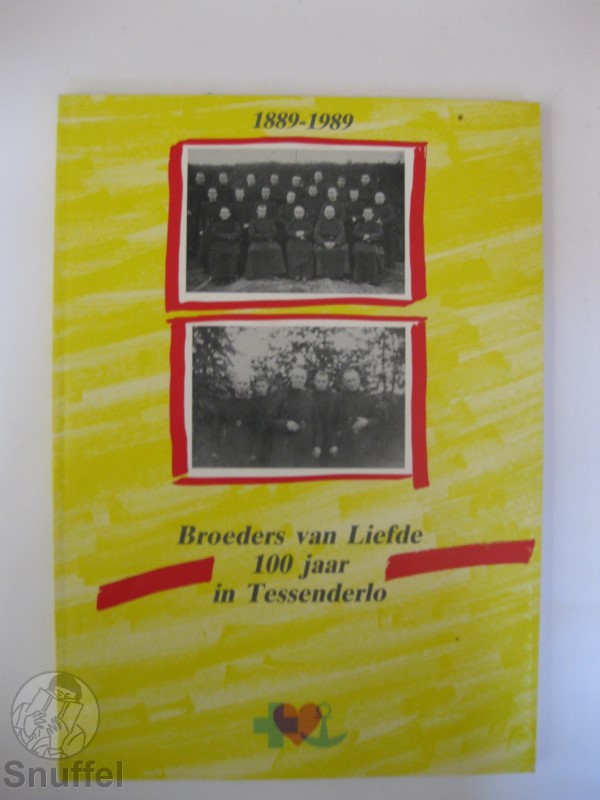 1889-1989
Broeders van Liefde
100 jaar
in Tessenderlo
Snuffel